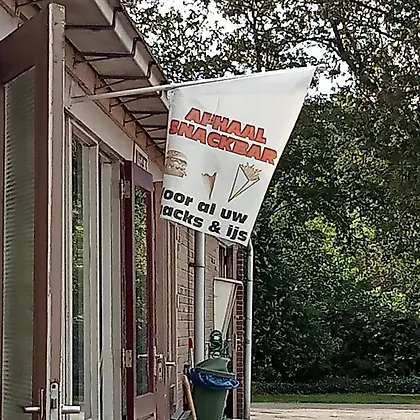 AFHAAL
SNACKBAR
oor al uw
acks & ijs